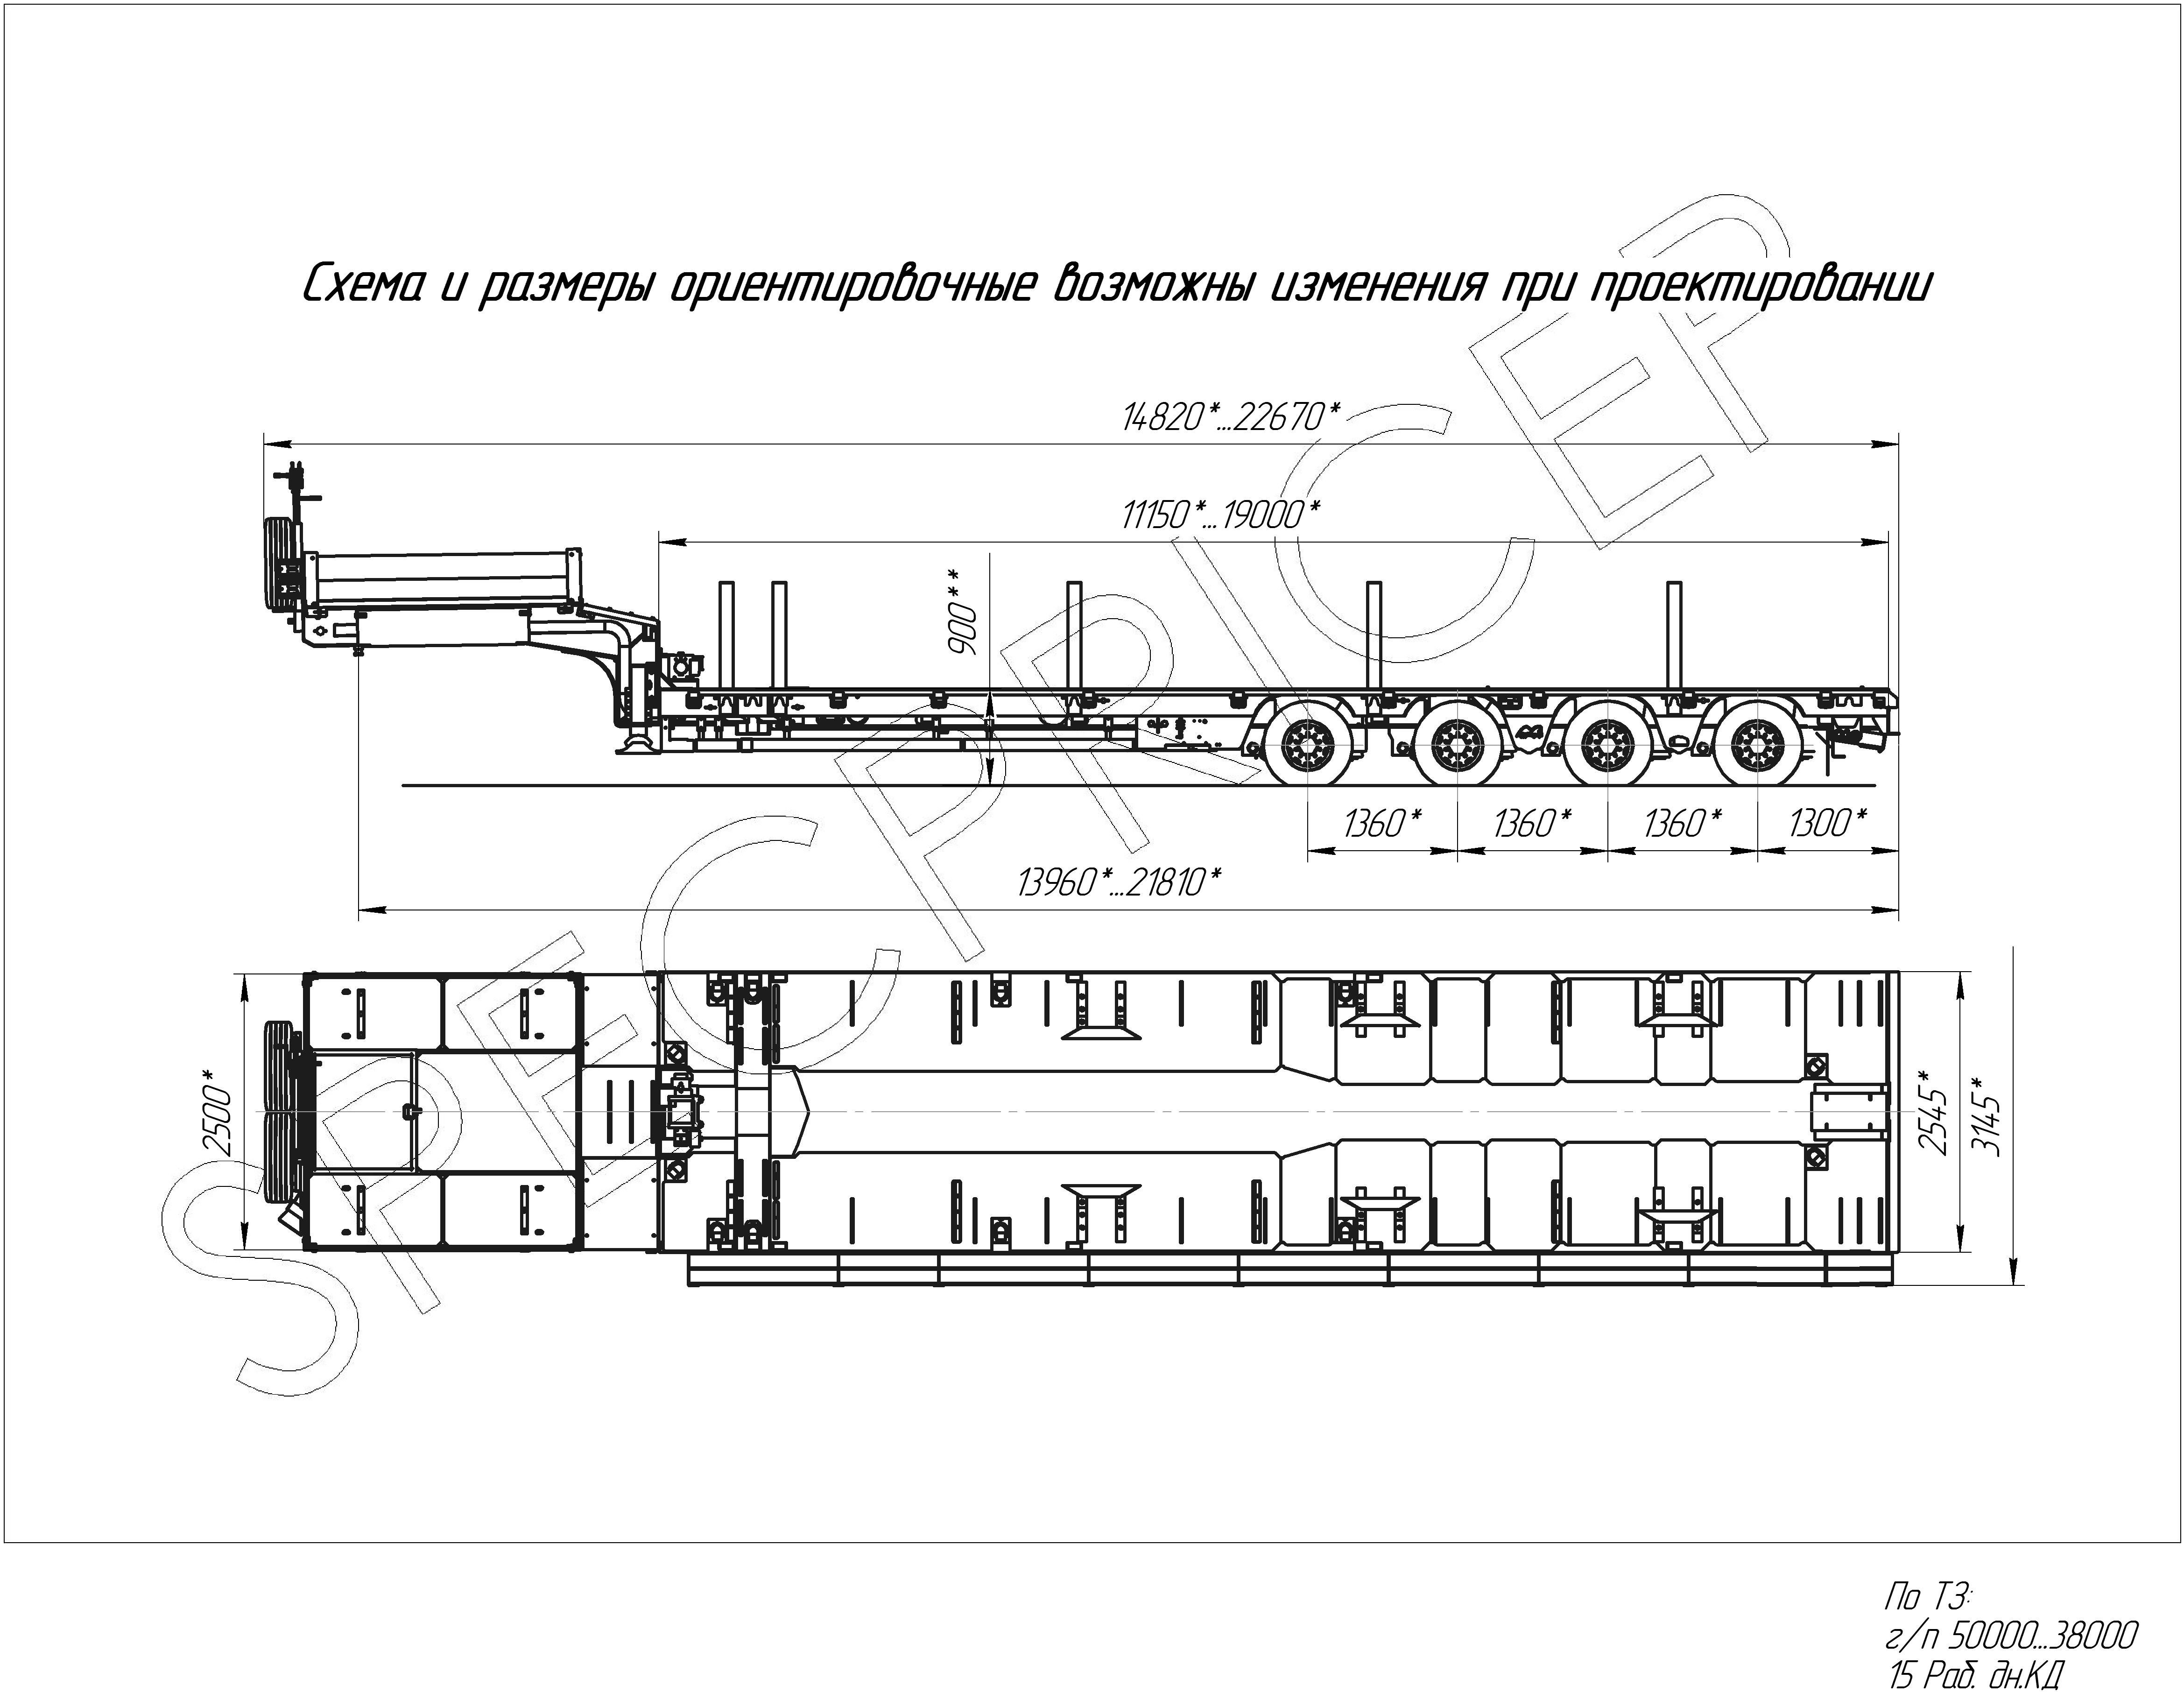 Схема и размеры ориентировочные возможны изменения при проектировании
14820*...22670*
11150*...19000*
900**
1360* 1360* 1360* 1300*
13960*...21810*
2500*
2545*
3145*
SPECPRICEP
По ТЗ:
г/п 50000...38000
15 Раб. дн.КД